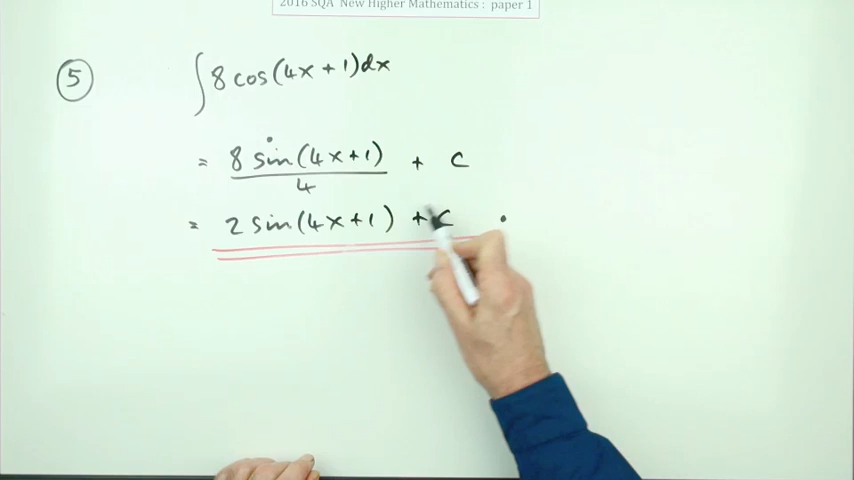 2016 SQA New Higher Mathematics : paper 1
5 ∫ 8 cos(4x + 1) dx
= 8 sin(4x+1) / 4 + c
= 2 sin(4x+1) + c